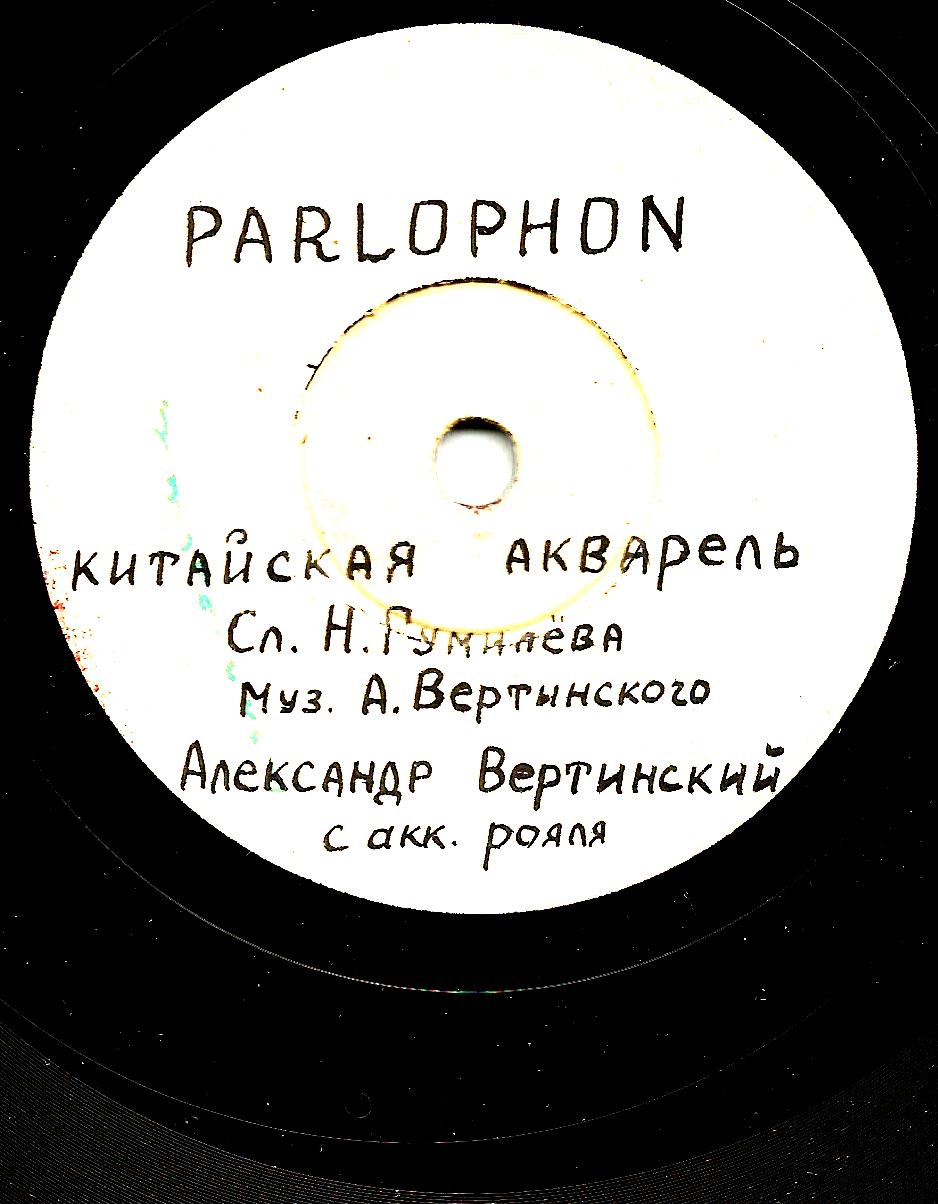 PARLOPHON
КИТАЙСКАЯ АКВАРЕЛЬ
Сл. Н. Гумилёва
Муз. А. Вертинского
Александр Вертинский
с акк. рояля